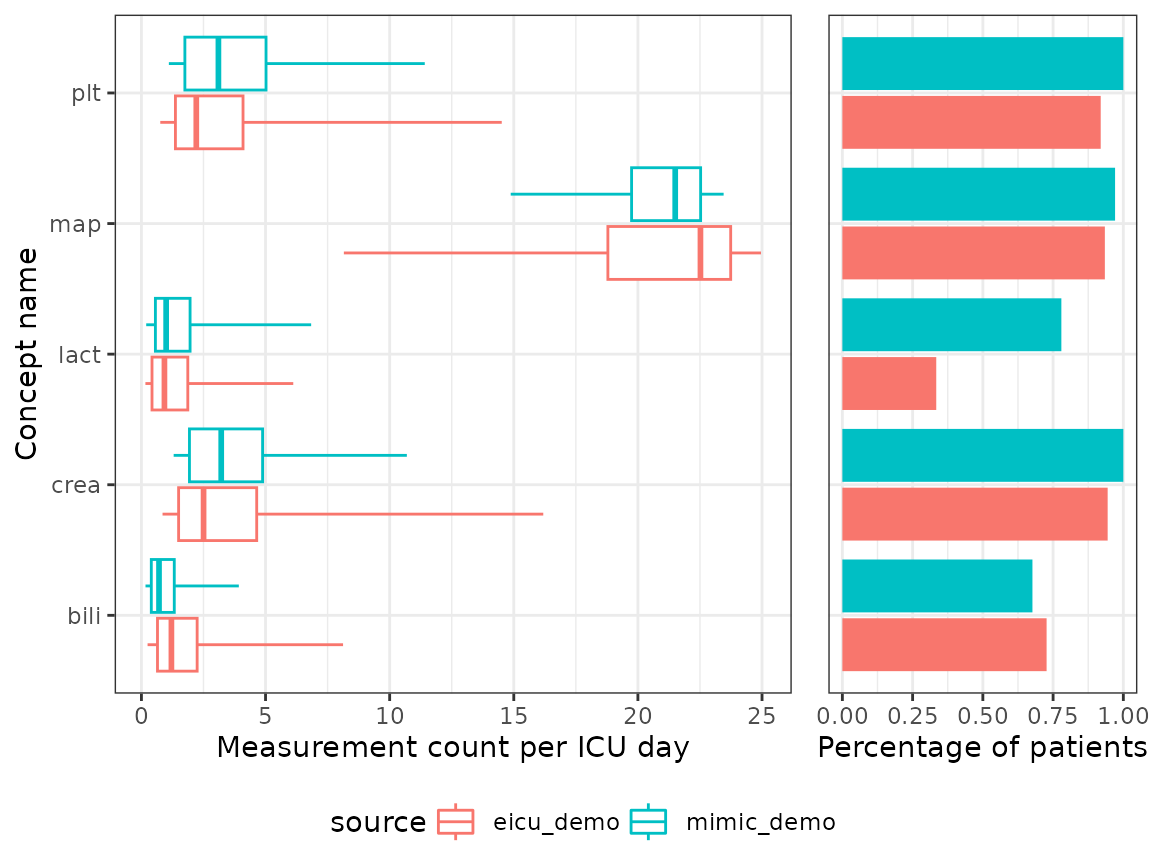 Concept name
plt
map
lact
crea
bili
0 5 10 15 20 25
Measurement count per ICU day
0.00 0.25 0.50 0.75 1.00
Percentage of patients
source eicu_demo mimic_demo